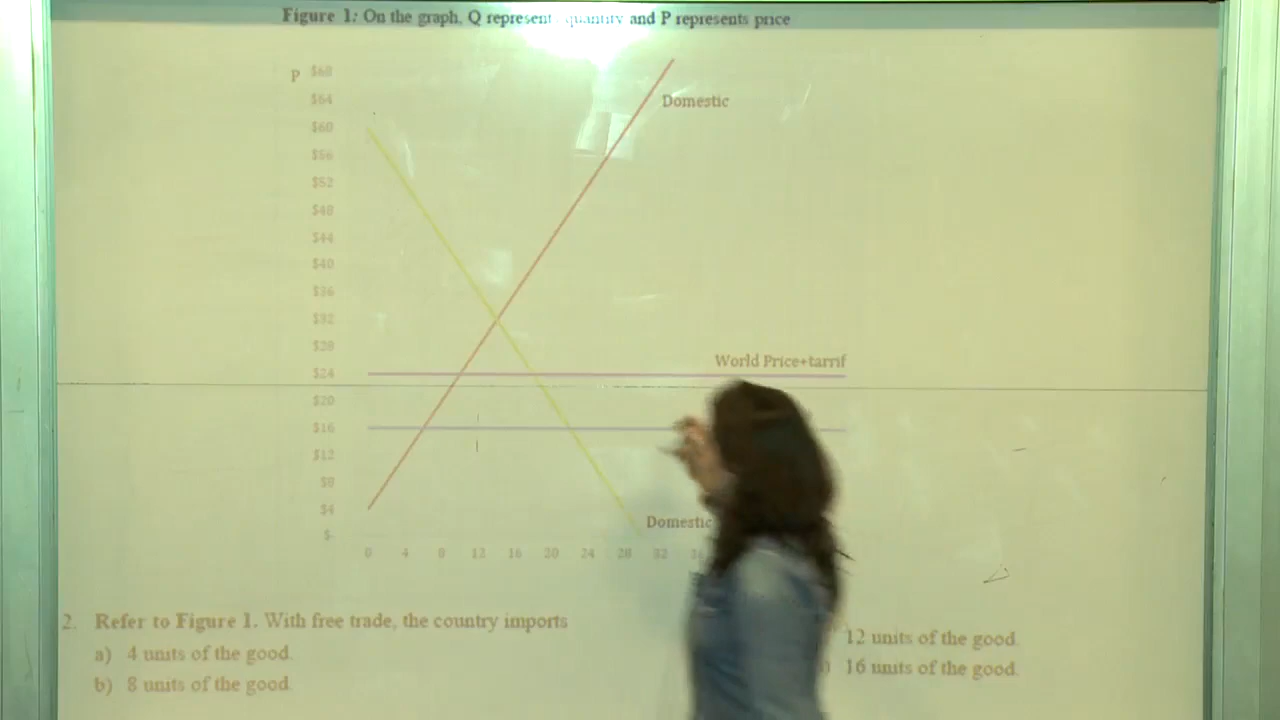 Figure 1: On the graph, Q represent quantity and P represents price
P
$68
$64
Domestic
$60
$56
$52
$48
$44
$40
$36
$32
$28
World Price+tarrif
$24
$20
$16
$12
$8
$4
Domestic
$-
0 4 8 12 16 20 24 28 32 36
2. Refer to Figure 1. With free trade, the country imports
a) 4 units of the good.
b) 8 units of the good.
12 units of the good.
) 16 units of the good.